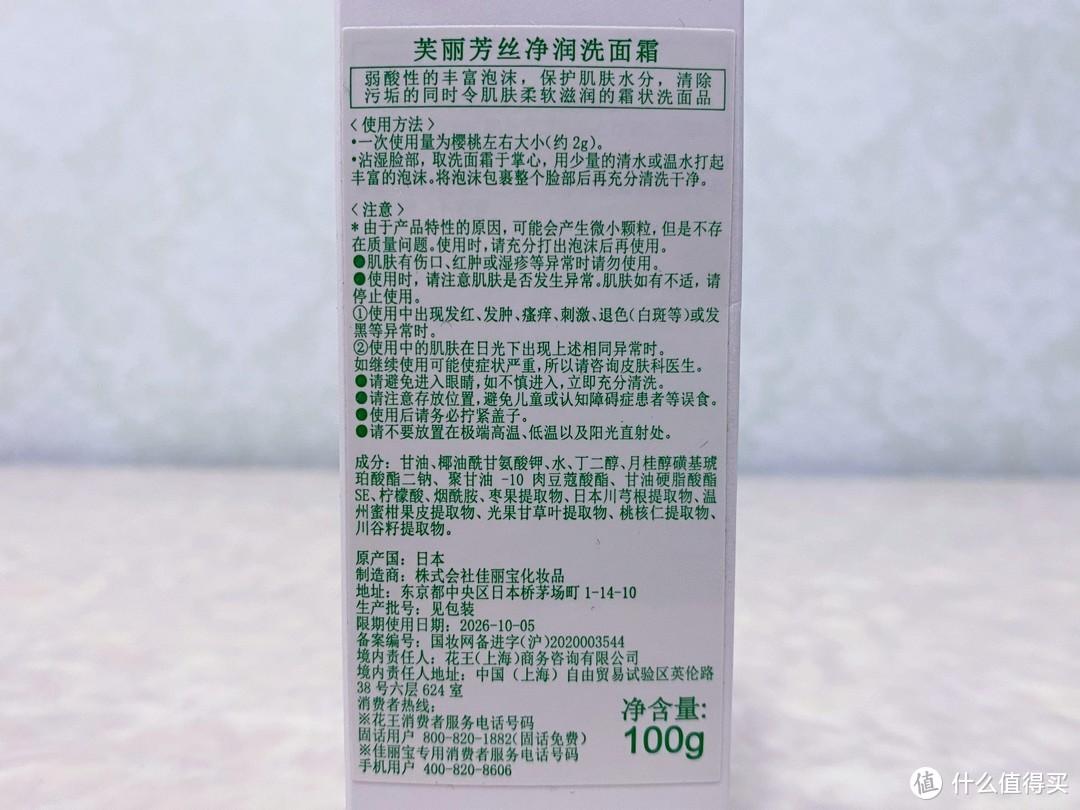 芙丽芳丝净润洗面霜
弱酸性的丰富泡沫，保护肌肤水分，清除
污垢的同时令肌肤柔软滋润的霜状洗面品
〈使用方法〉
·一次使用量为樱桃左右大小(约2g)。
·沾湿脸部，取洗面霜于掌心，用少量的清水或温水打起
丰富的泡沫。将泡沫包裹整个脸部后再充分清洗干净。
〈注意〉
＊由于产品特性的原因，可能会产生微小颗粒，但是不存
在质量问题。使用时，请充分打出泡沫后再使用。
●肌肤有伤口、红肿或湿疹等异常时请勿使用。
●使用时，请注意肌肤是否发生异常。肌肤如有不适，请
停止使用。
①使用中出现发红、发肿、瘙痒、刺激、退色(白斑等)或发
黑等异常时。
②使用中的肌肤在日光下出现上述相同异常时。
如继续使用可能使症状严重，所以请咨询皮肤科医生。
●请避免进入眼睛，如不慎进入，立即充分清洗。
●请注意存放位置，避免儿童或认知障碍症患者等误食。
●使用后请务必拧紧盖子。
●请不要放置在极端高温、低温以及阳光直射处。
成分：甘油、椰油酰甘氨酸钾、水、丁二醇、月桂醇磺基琥
珀酸酯二钠、聚甘油-10肉豆蔻酸酯、甘油硬脂酸酯
SE、柠檬酸、烟酰胺、枣果提取物、日本川芎根提取物、温
州蜜柑果皮提取物、光果甘草叶提取物、桃核仁提取物、
川谷籽提取物。
原产国：日本
制造商：株式会社佳丽宝化妆品
地址：东京都中央区日本桥茅场町1-14-10
生产批号：见包装
限期使用日期：2026-10-05
备案编号：国妆网备进字(沪)2020003544
境内责任人：花王(上海)商务咨询有限公司
境内责任人地址：中国（上海）自由贸易试验区英伦路
38号六层624室
消费者热线：
※花王消费者服务电话号码
固话用户 800-820-1882(固话免费)
※佳丽宝专用消费者服务电话号码
手机用户 400-820-8606
净含量：
100g
值 什么值得买